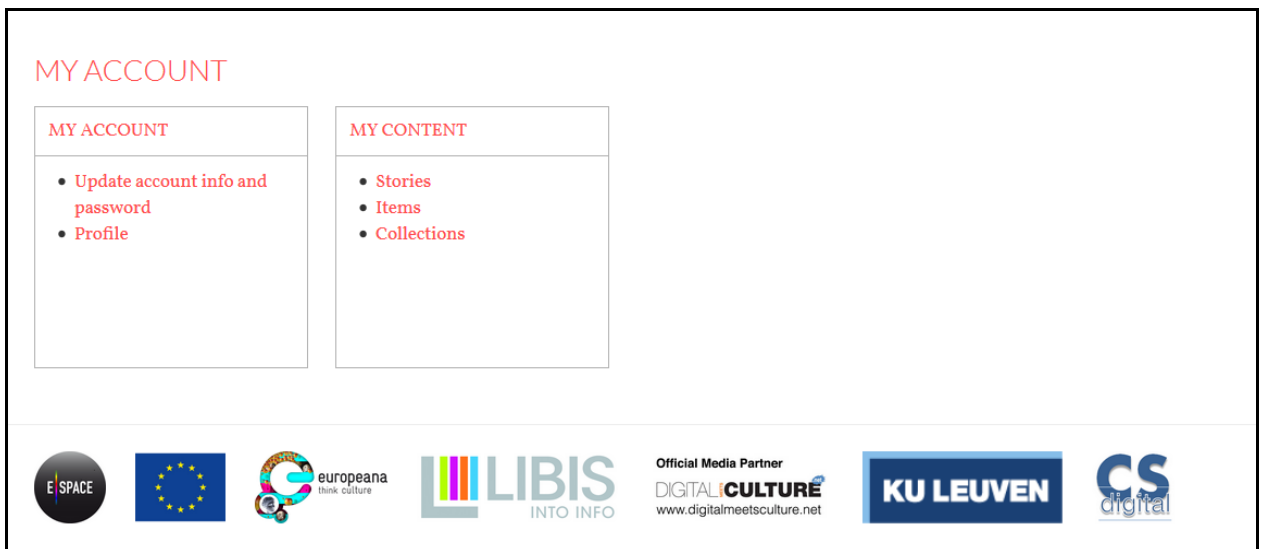 MY ACCOUNT
MY ACCOUNT
Update account info and
password
Profile
MY CONTENT
Stories
Items
Collections
E SPACE
europeana
think culture
LIBIS
INTO INFO
Official Media Partner
DIGITAL CULTURE
www.digitalmeetsculture.net
KU LEUVEN
CS
digital